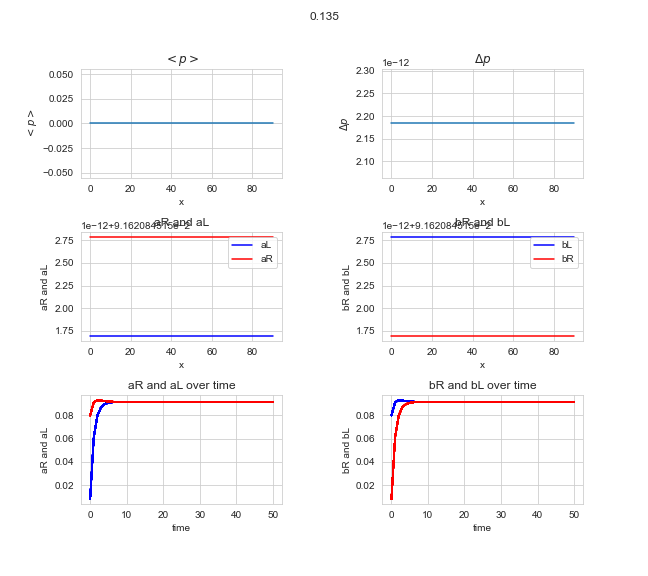 0.135
< p >
< p >
0.050
0.025
0.000
−0.025
−0.050
0 20 40 60 80
x
Δp
1e−12
Δp
2.30
2.25
2.20
2.15
2.10
0 20 40 60 80
x
aR and aL
1e−12+9.162084515e−2
aR and aL
2.75
2.50
2.25
2.00
1.75
aL
aR
0 20 40 60 80
x
bR and bL
1e−12+9.162084515e−2
bR and bL
2.75
2.50
2.25
2.00
1.75
bL
bR
0 20 40 60 80
x
aR and aL over time
aR and aL
0.08
0.06
0.04
0.02
0 10 20 30 40 50
time
bR and bL over time
bR and bL
0.08
0.06
0.04
0.02
0 10 20 30 40 50
time